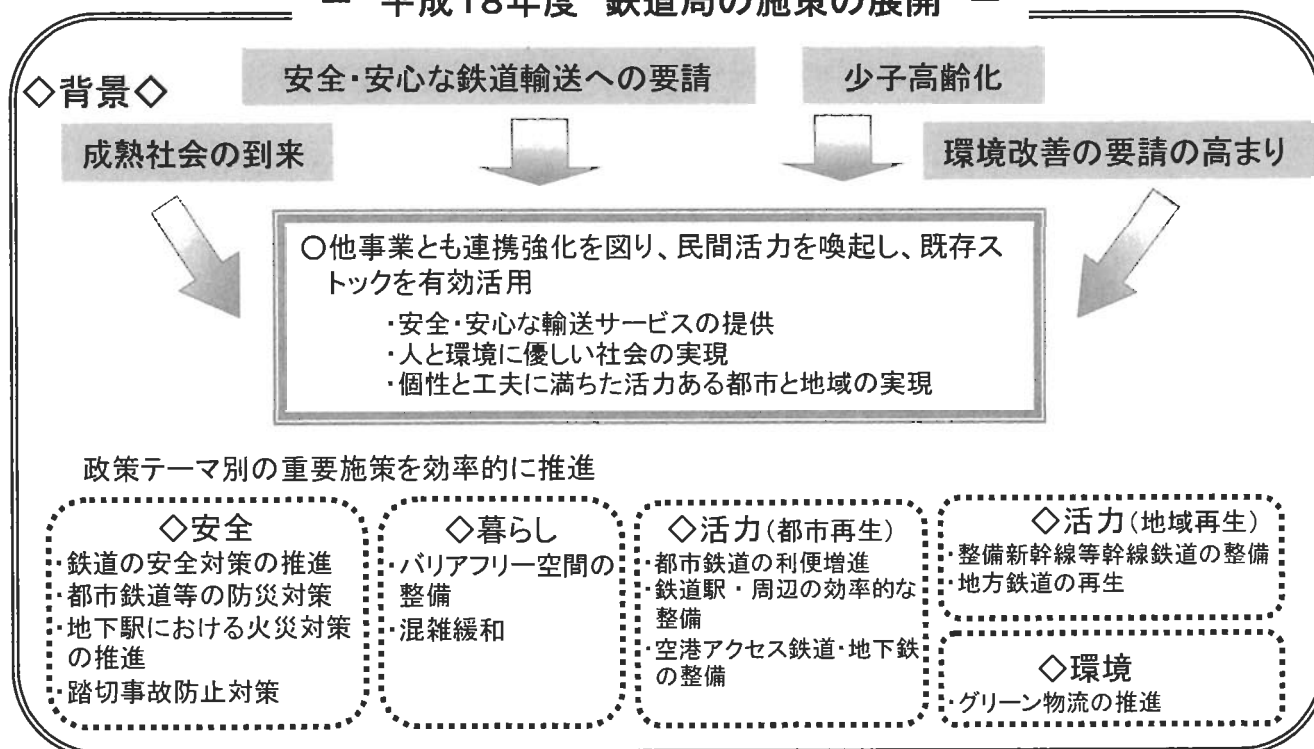 － 平成18年度 鉄道局の施策の展開 －
◇背景◇
安全・安心な鉄道輸送への要請
少子高齢化
成熟社会の到来
環境改善の要請の高まり
○他事業とも連携強化を図り、民間活力を喚起し、既存ス
トックを有効活用
・安全・安心な輸送サービスの提供
・人と環境に優しい社会の実現
・個性と工夫に満ちた活力ある都市と地域の実現
政策テーマ別の重要施策を効率的に推進
◇安全
・鉄道の安全対策の推進
・都市鉄道等の防災対策
・地下駅における火災対策
の推進
・踏切事故防止対策
◇暮らし
・バリアフリー空間の
整備
・混雑緩和
◇活力(都市再生)
・都市鉄道の利便増進
・鉄道駅・周辺の効率的な
整備
・空港アクセス鉄道・地下鉄
の整備
◇活力(地域再生)
・整備新幹線等幹線鉄道の整備
・地方鉄道の再生
◇環境
・グリーン物流の推進